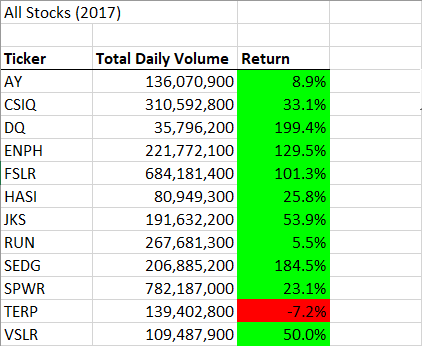 All Stocks (2017)
Ticker Total Daily Volume Return
AY 136,070,900 8.9%
CSIQ 310,592,800 33.1%
DQ 35,796,200 199.4%
ENPH 221,772,100 129.5%
FSLR 684,181,400 101.3%
HASI 80,949,300 25.8%
JKS 191,632,200 53.9%
RUN 267,681,300 5.5%
SEDG 206,885,200 184.5%
SPWR 782,187,000 23.1%
TERP 139,402,800 -7.2%
VSLR 109,487,900 50.0%